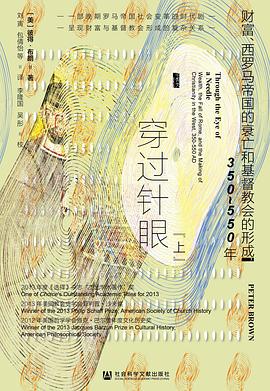 一部晚期罗马帝国社会变革的时代剧
呈现财富与基督教会形成的复杂关系
财富、西罗马帝国的衰亡和基督教会的形成，
350~550年
Through the Eye of
a Needle
Wealth, the Fall of Rome, and the Making of
Christianity in the West, 350-550 AD
[美] 彼得·布朗 著
刘寅 包倩怡 等 译
李隆国 吴彤 校
穿过针眼
[上]
PETER BROWN
One of Choice's Outstanding Academic Titles for 2013
Winner of the 2013 Philip Schaff Prize, American Society of Church History
Winner of the 2013 Jacques Barzun Prize in Cultural History,
American Philosophical Society
社会科学文献出版社